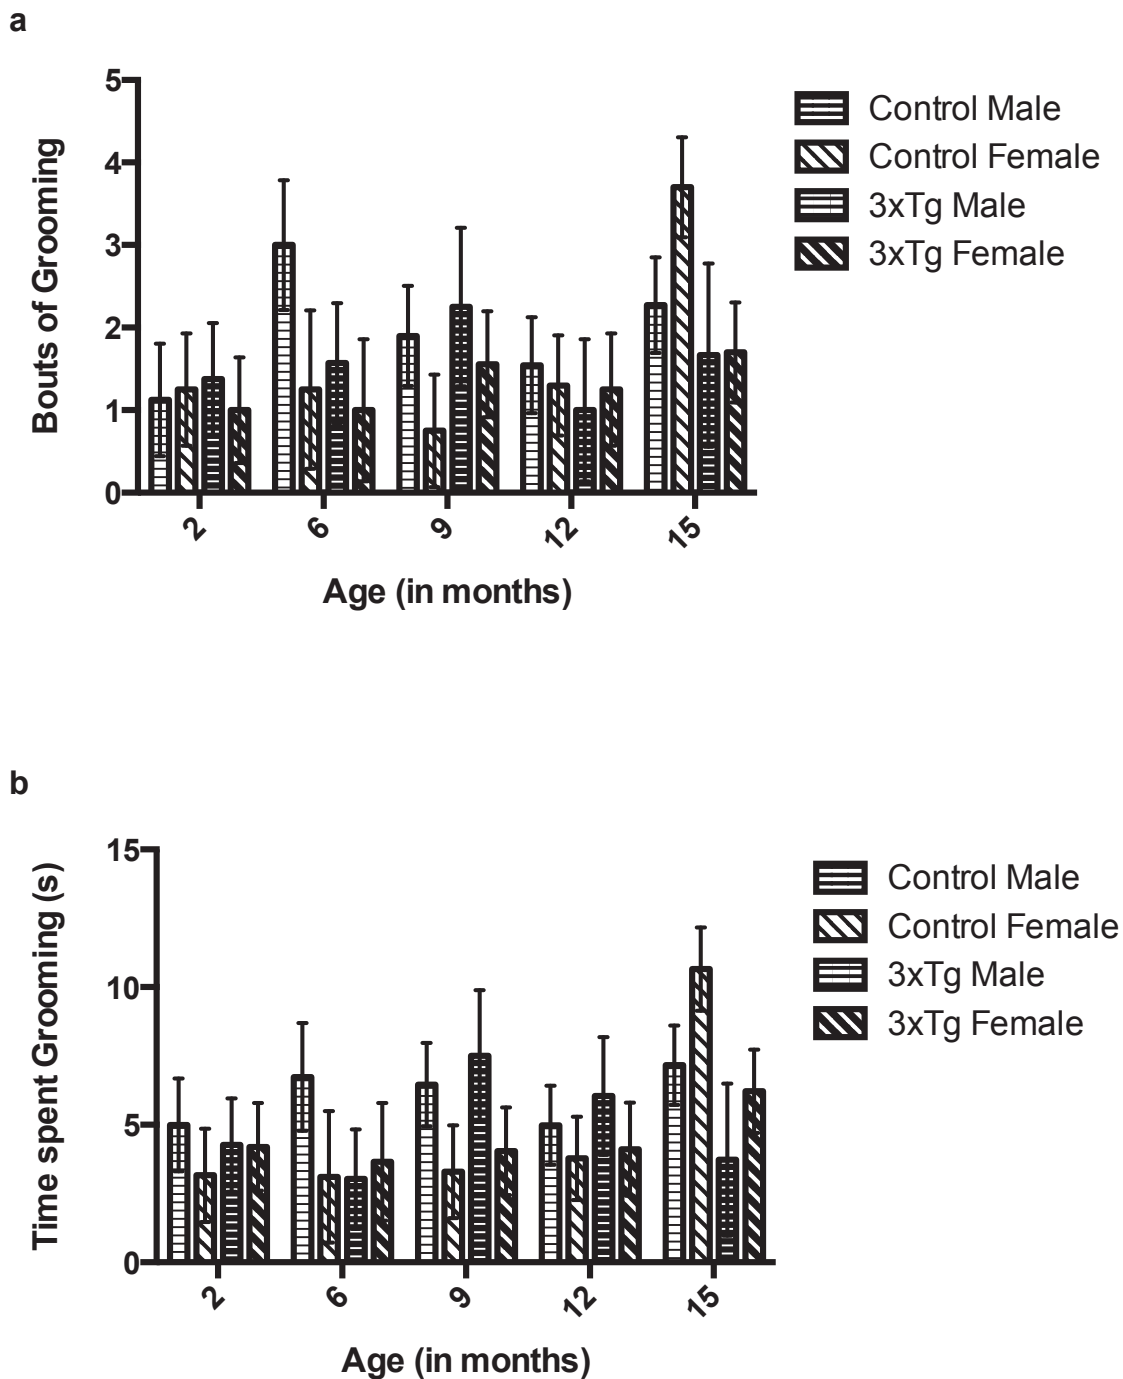 a
5
4
3
2
1
0
Bouts of Grooming
2 6 9 12 15
Age (in months)
Control Male
Control Female
3xTg Male
3xTg Female
b
15
10
5
0
Time spent Grooming (s)
2 6 9 12 15
Age (in months)
Control Male
Control Female
3xTg Male
3xTg Female